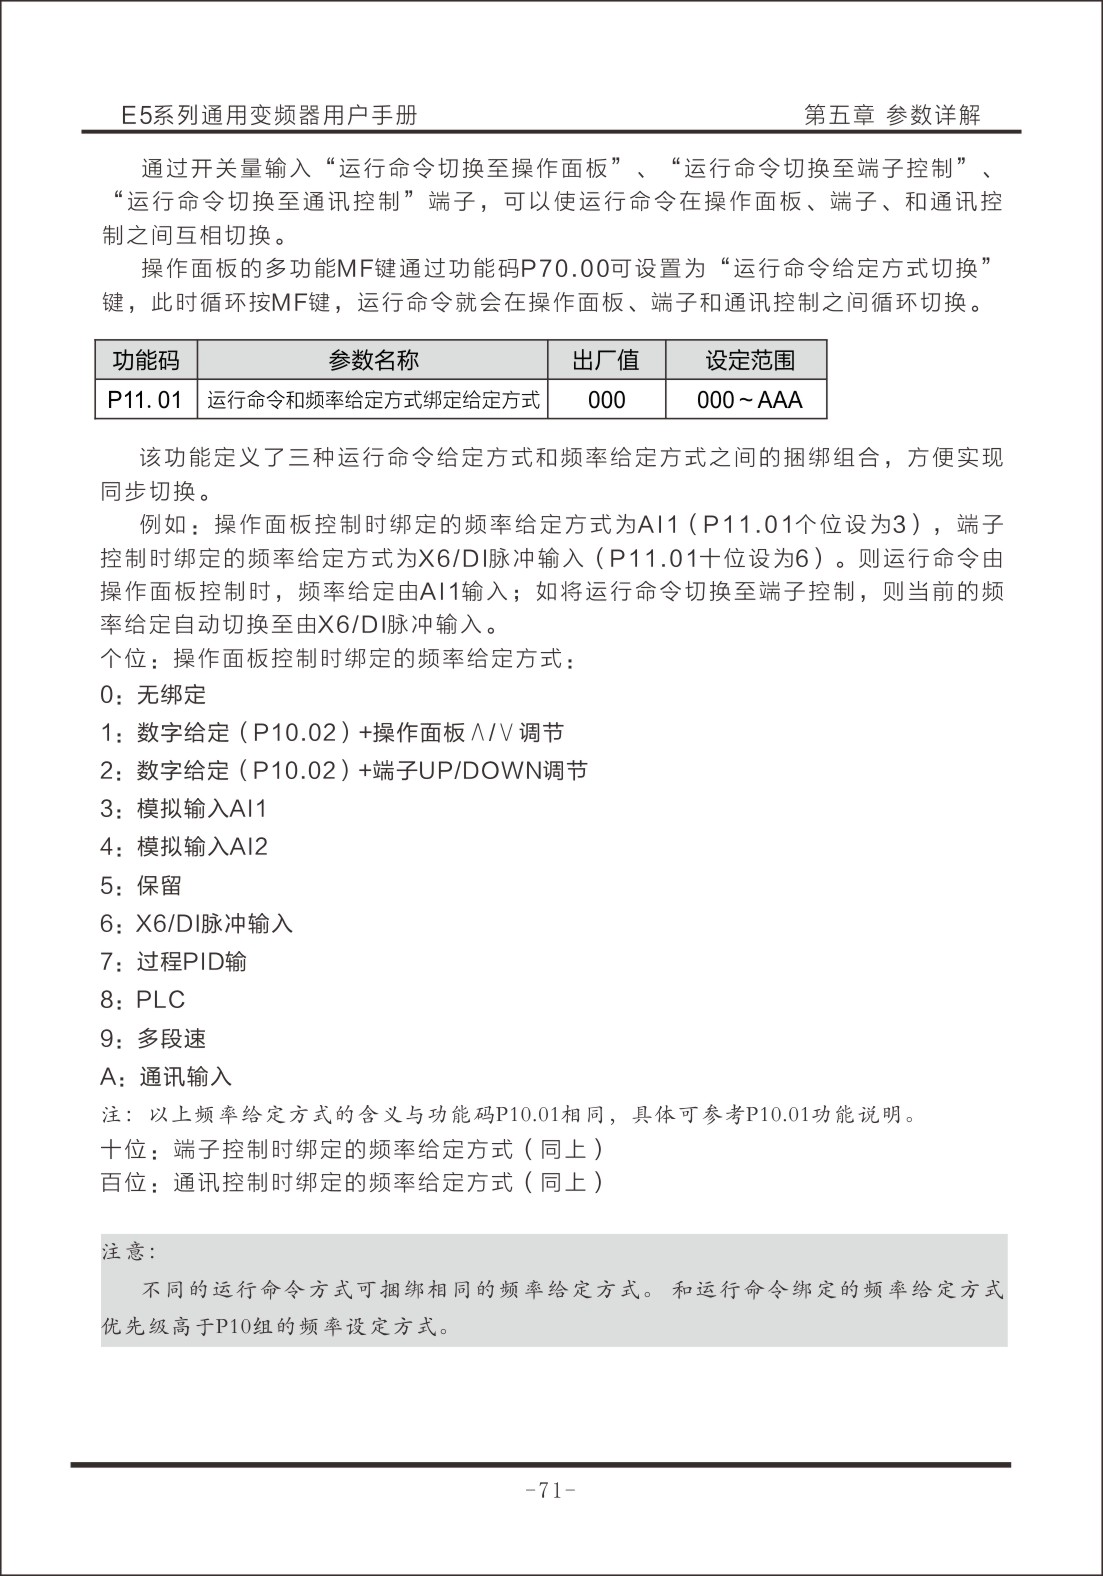 E5系列通用变频器用户手册 第五章 参数详解
通过开关量输入“运行命令切换至操作面板”、“运行命令切换至端子控制”、
“运行命令切换至通讯控制”端子，可以使运行命令在操作面板、端子、和通讯控
制之间互相切换。
操作面板的多功能MF键通过功能码P70.00可设置为“运行命令给定方式切换”
键，此时循环按MF键，运行命令就会在操作面板、端子和通讯控制之间循环切换。
功能码 参数名称 出厂值 设定范围
P11.01 运行命令和频率给定方式绑定给定方式 000 000～AAA
该功能定义了三种运行命令给定方式和频率给定方式之间的捆绑组合，方便实现
同步切换。
例如：操作面板控制时绑定的频率给定方式为AI1（P11.01个位设为3），端子
控制时绑定的频率给定方式为X6/DI脉冲输入（P11.01十位设为6）。则运行命令由
操作面板控制时，频率给定由AI1输入；如将运行命令切换至端子控制，则当前的频
率给定自动切换至由X6/DI脉冲输入。
个位：操作面板控制时绑定的频率给定方式：
0：无绑定
1：数字给定（P10.02）+操作面板∧/∨调节
2：数字给定（P10.02）+端子UP/DOWN调节
3：模拟输入AI1
4：模拟输入AI2
5：保留
6：X6/DI脉冲输入
7：过程PID输
8：PLC
9：多段速
A：通讯输入
注：以上频率给定方式的含义与功能码P10.01相同，具体可参考P10.01功能说明。
十位：端子控制时绑定的频率给定方式（同上）
百位：通讯控制时绑定的频率给定方式（同上）
注意：
不同的运行命令方式可捆绑相同的频率给定方式。 和运行命令绑定的频率给定方式
优先级高于P10组的频率设定方式。
-71-